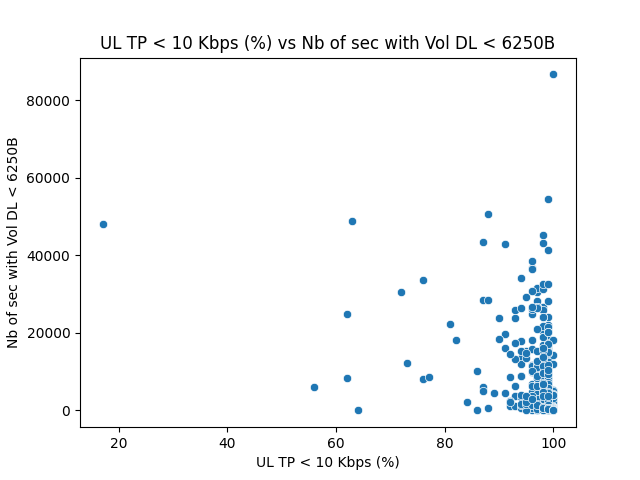 UL TP < 10 Kbps (%) vs Nb of sec with Vol DL < 6250B
80000
60000
40000
20000
0
Nb of sec with Vol DL < 6250B
20 40 60 80 100
UL TP < 10 Kbps (%)